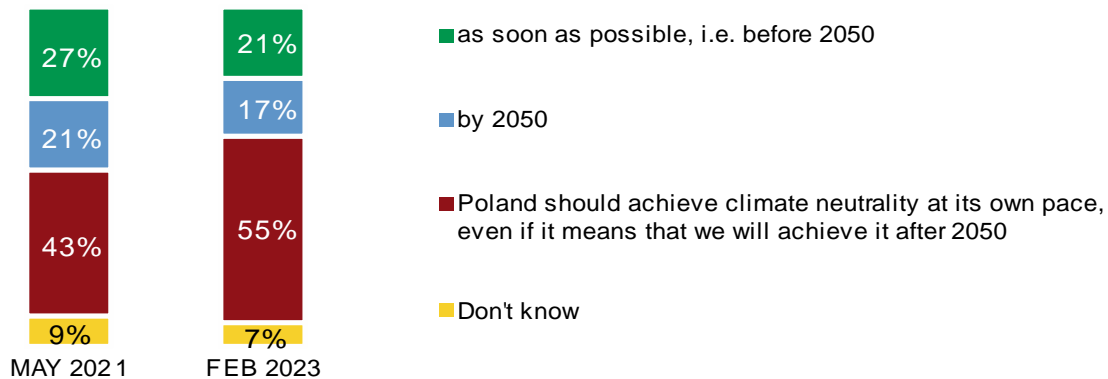 27%
21%
43%
9%
MAY 2021
21%
17%
55%
7%
FEB 2023
as soon as possible, i.e. before 2050
by 2050
Poland should achieve climate neutrality at its own pace,
even if it means that we will achieve it after 2050
Don't know